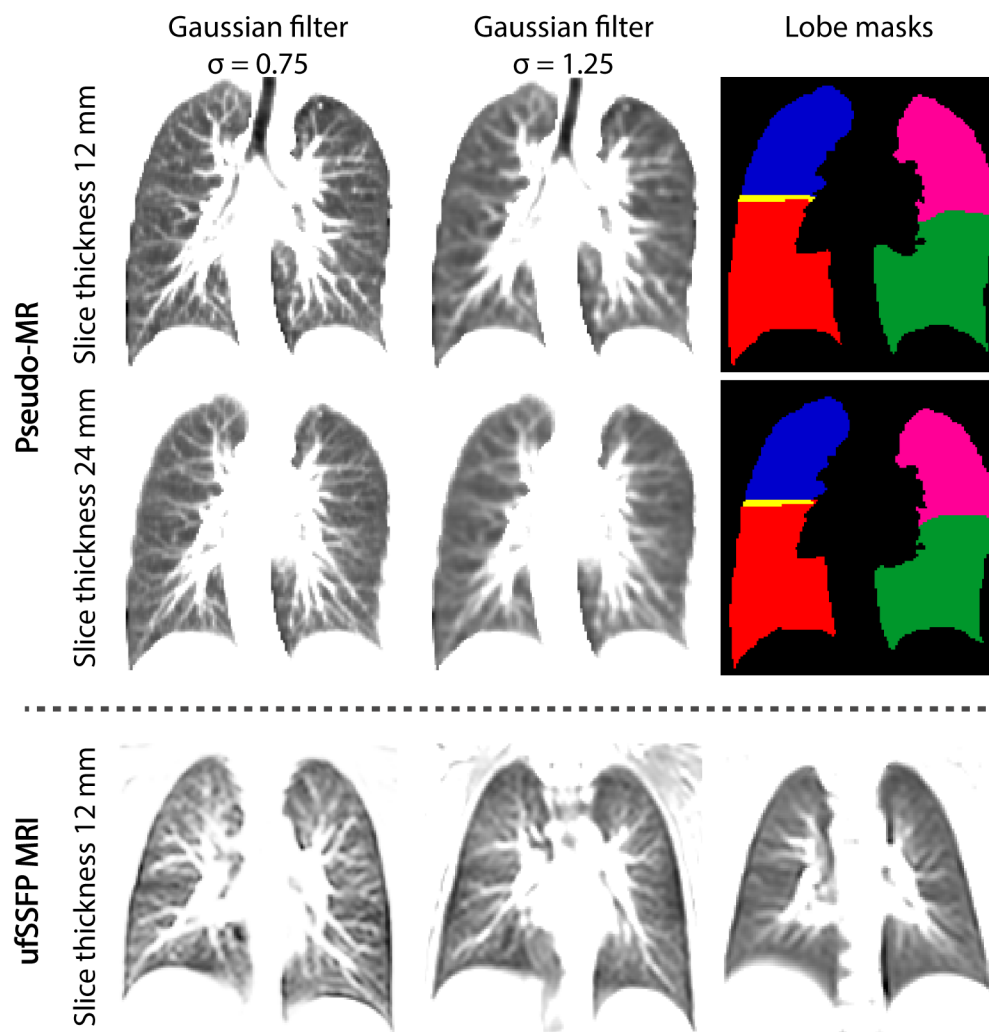 Gaussian filter
σ = 0.75
Gaussian filter
σ = 1.25
Lobe masks
Pseudo-MR
Slice thickness 12 mm
Slice thickness 24 mm
ufSSFP MRI
Slice thickness 12 mm